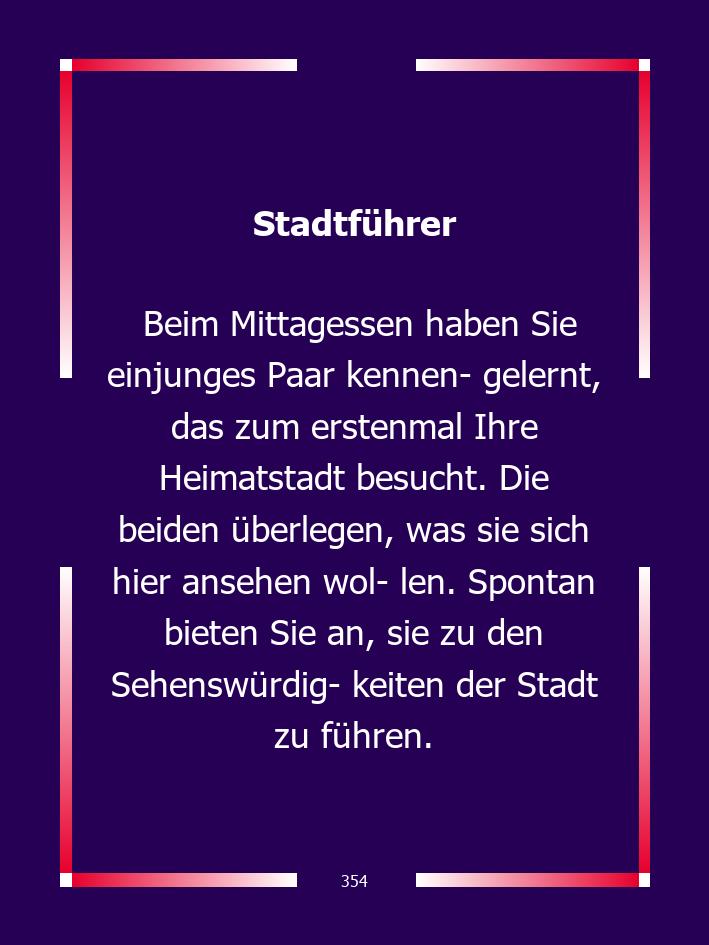 Stadtführer
Beim Mittagessen haben Sie
einjunges Paar kennen- gelernt,
das zum erstenmal Ihre
Heimatstadt besucht. Die
beiden überlegen, was sie sich
hier ansehen wol- len. Spontan
bieten Sie an, sie zu den
Sehenswürdig- keiten der Stadt
zu führen.
354